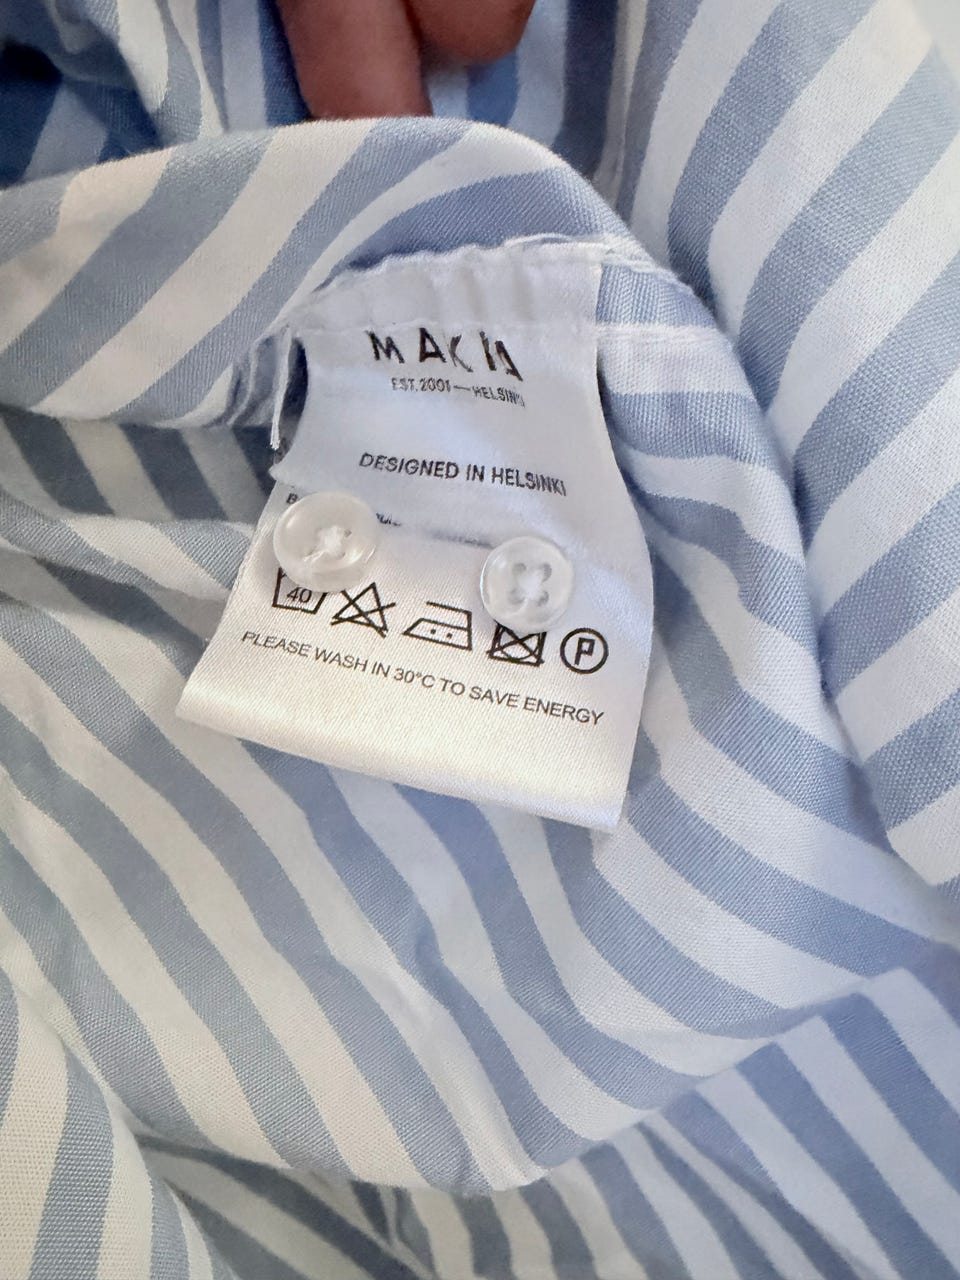 MAKIA
EST. 2001—HELSINKI
DESIGNED IN HELSINKI
40
P
PLEASE WASH IN 30°C TO SAVE ENERGY